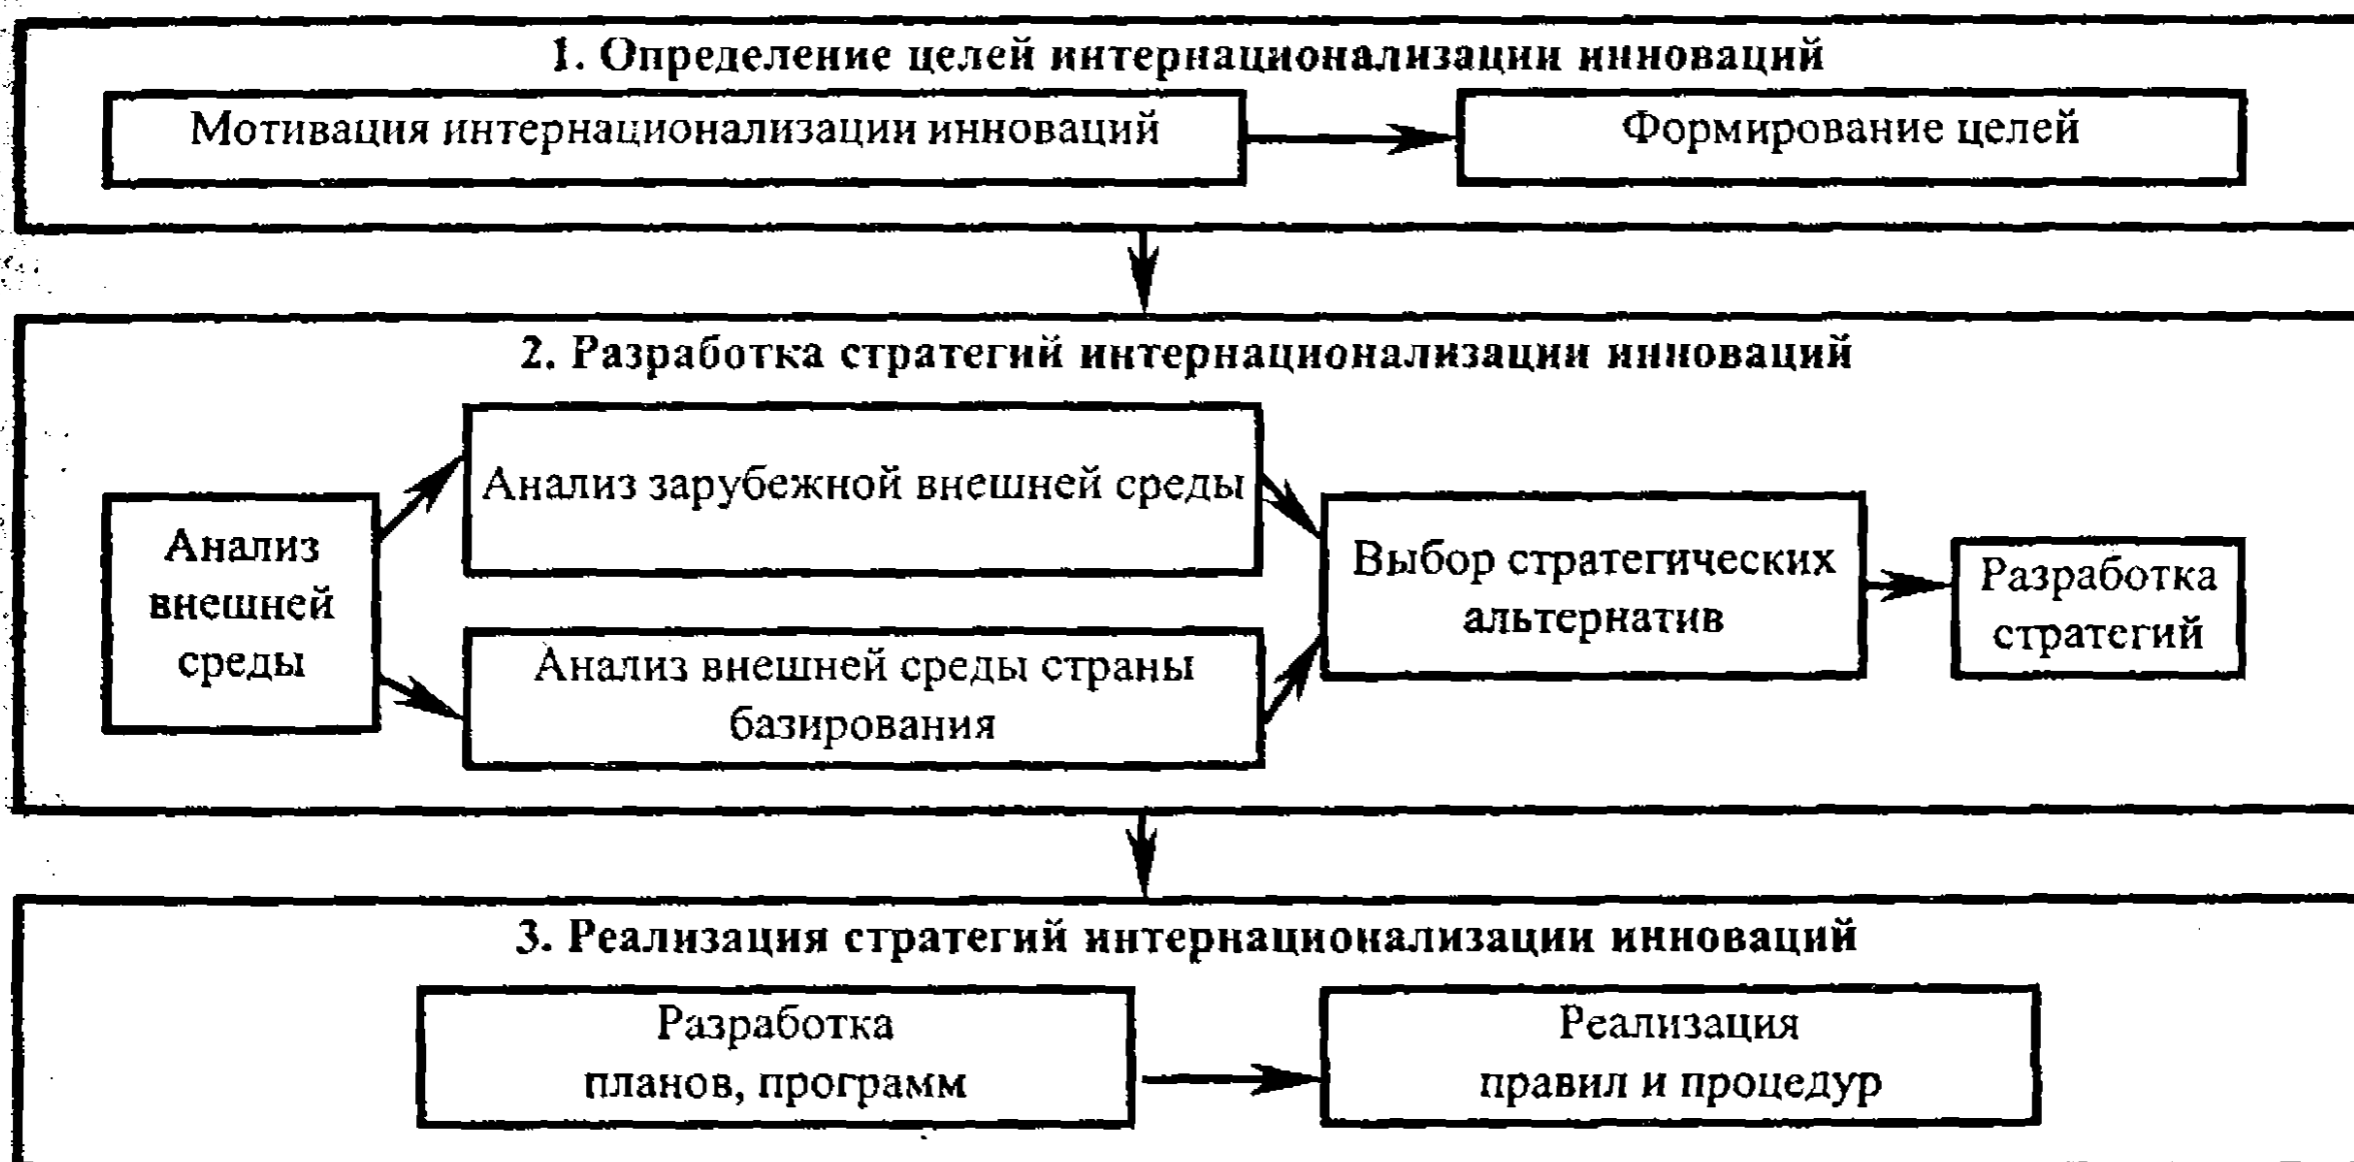 1. Определение целей интернационализации инноваций
Мотивация интернационализации инноваций
Формирование целей
2. Разработка стратегий интернационализации инноваций
Анализ зарубежной внешней среды
Анализ
внешней
среды
Анализ внешней среды страны
базирования
Выбор стратегических
альтернатив
Разработка
стратегий
3. Реализация стратегий интернационализации инноваций
Разработка
планов, программ
Реализация
правил и процедур